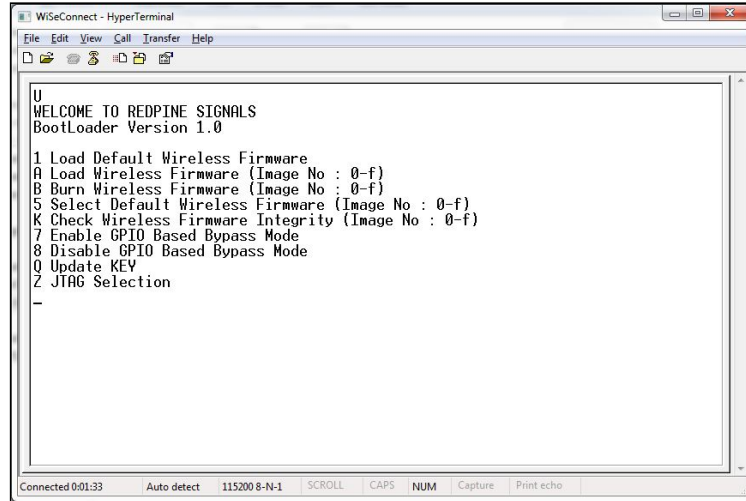 WiSeConnect - HyperTerminal
File Edit View Call Transfer Help
U
WELCOME TO REDPINE SIGNALS
BootLoader Version 1.0
1 Load Default Wireless Firmware
A Load Wireless Firmware (Image No : 0-f)
B Burn Wireless Firmware (Image No : 0-f)
5 Select Default Wireless Firmware (Image No : 0-f)
K Check Wireless Firmware Integrity (Image No : 0-f)
7 Enable GPIO Based Bypass Mode
8 Disable GPIO Based Bypass Mode
Q Update KEY
Z JTAG Selection
_
Connected 0:01:33 Auto detect 115200 8-N-1 SCROLL CAPS NUM Capture Print echo